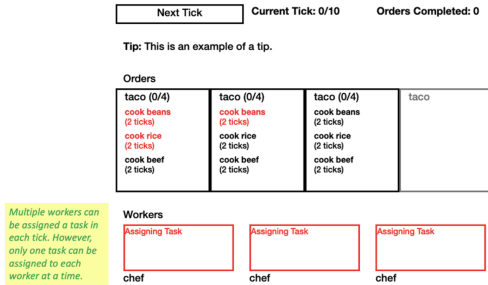 Next Tick
Current Tick: 0/10
Orders Completed: 0
Tip: This is an example of a tip.
Orders
taco (0/4)
cook beans
(2 ticks)
cook rice
(2 ticks)
cook beef
(2 ticks)
taco (0/4)
cook beans
(2 ticks)
cook rice
(2 ticks)
cook beef
(2 ticks)
taco (0/4)
cook beans
(2 ticks)
cook rice
(2 ticks)
cook beef
(2 ticks)
taco
Multiple workers can
be assigned a task in
each tick. However,
only one task can be
assigned to each
worker at a time.
Workers
Assigning Task
chef
Assigning Task
chef
Assigning Task
chef